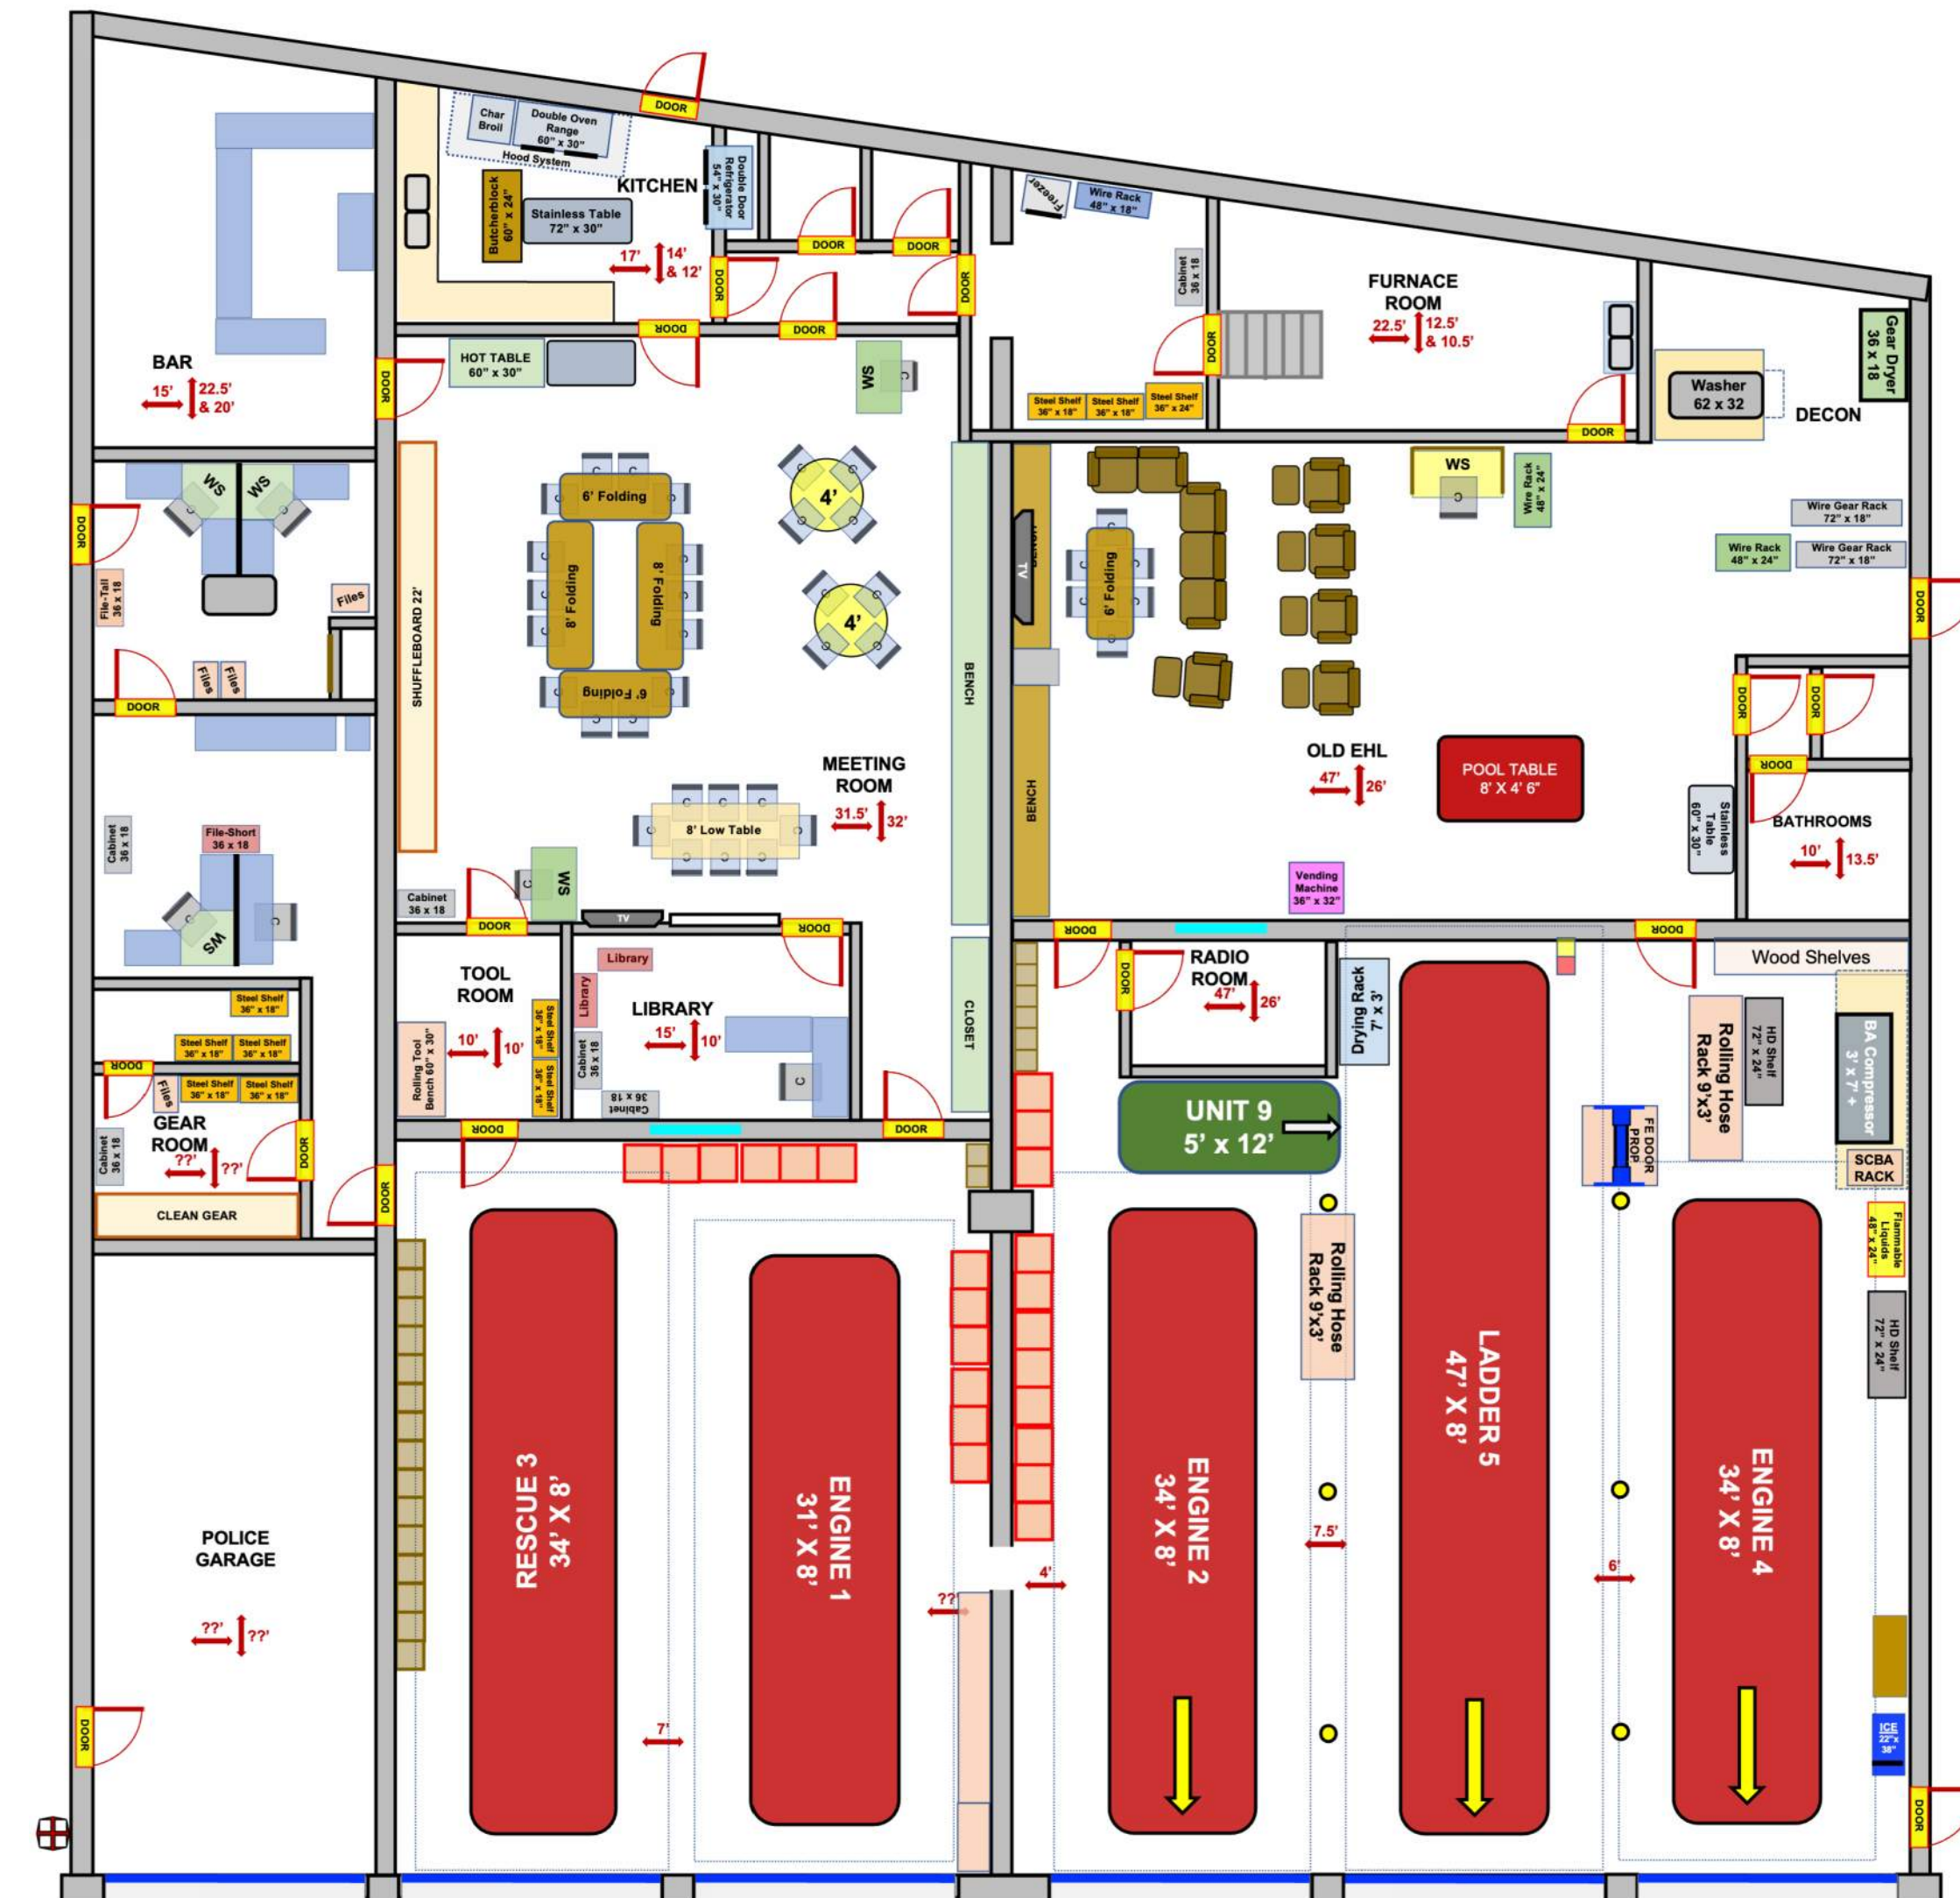 DOOR
Char
Broil
Double Oven
Range
60" x 30"
Hood System
KITCHEN
Double Door
Refrigerator
54" x 30"
Butcherblock
60" x 24"
Stainless Table
72" x 30"
17'
14'
& 12'
DOOR
DOOR
DOOR
DOOR
DOOR
DOOR
DOOR
Freezer
Wire Rack
48" x 18"
Cabinet
36 x 18
FURNACE
ROOM
22.5'
12.5'
& 10.5'
DOOR
Steel Shelf
36" x 18"
Steel Shelf
36" x 18"
Steel Shelf
36" x 24"
DOOR
Washer
62 x 32
Gear Dryer
36 x 18
DECON
BAR
15'
22.5'
& 20'
DOOR
HOT TABLE
60" x 30"
WS
C
WS
WS
C
C
DOOR
File-Tall
36 x 18
Files
Files
Files
DOOR
SHUFFLEBOARD 22'
C
C
C
6' Folding
C
C
C
C
8' Folding
8' Folding
C
C
C
C
6' Folding
C
C
C
C
C
4'
C
C
C
C
4'
C
C
BENCH
MEETING
ROOM
31.5'
32'
C
C
C
C
8' Low Table
C
C
C
C
BENCH
TV
C
C
C
6' Folding
C
C
C
WS
C
Wire Rack
48" x 24"
Wire Gear Rack
72" x 18"
Wire Rack
48" x 24"
Wire Gear Rack
72" x 18"
DOOR
OLD EHL
47'
26'
POOL TABLE
8' X 4' 6"
BENCH
Vending
Machine
36" x 32"
Stainless
Table
60" x 30"
DOOR
DOOR
DOOR
BATHROOMS
10'
13.5'
Cabinet
36 x 18
File-Short
36 x 18
C
C
WS
Cabinet
36 x 18
C
WS
DOOR
TV
DOOR
DOOR
DOOR
Steel Shelf
36" x 18"
Steel Shelf
36" x 18"
Steel Shelf
36" x 18"
DOOR
Files
Steel Shelf
36" x 18"
Steel Shelf
36" x 18"
GEAR
ROOM
??'
??'
Cabinet
36 x 18
DOOR
CLEAN GEAR
DOOR
TOOL
ROOM
10'
10'
Rolling Tool
Bench 60" x 30"
Steel Shelf
36" x 18"
Steel Shelf
36" x 18"
DOOR
Library
Library
LIBRARY
15'
10'
Cabinet
36 x 18
Cabinet
36 x 18
C
DOOR
CLOSET
DOOR
RADIO
ROOM
47'
26'
Drying Rack
7' x 3'
UNIT 9
5' x 12'
Wood Shelves
Rolling Hose
Rack 9'x3'
HD Shelf
72" x 24"
BA Compressor
3' x 7' +
FE DOOR
PROP
SCBA
RACK
Flammable
Liquids
48" x 24"
HD Shelf
72" x 24"
Rolling Hose
Rack 9'x3'
POLICE
GARAGE
??'
??'
DOOR
RESCUE 3
34' X 8'
7'
ENGINE 1
31' X 8'
??'
4'
ENGINE 2
34' X 8'
7.5'
LADDER 5
47' X 8'
6'
ENGINE 4
34' X 8'
ICE
22"x
38"
DOOR